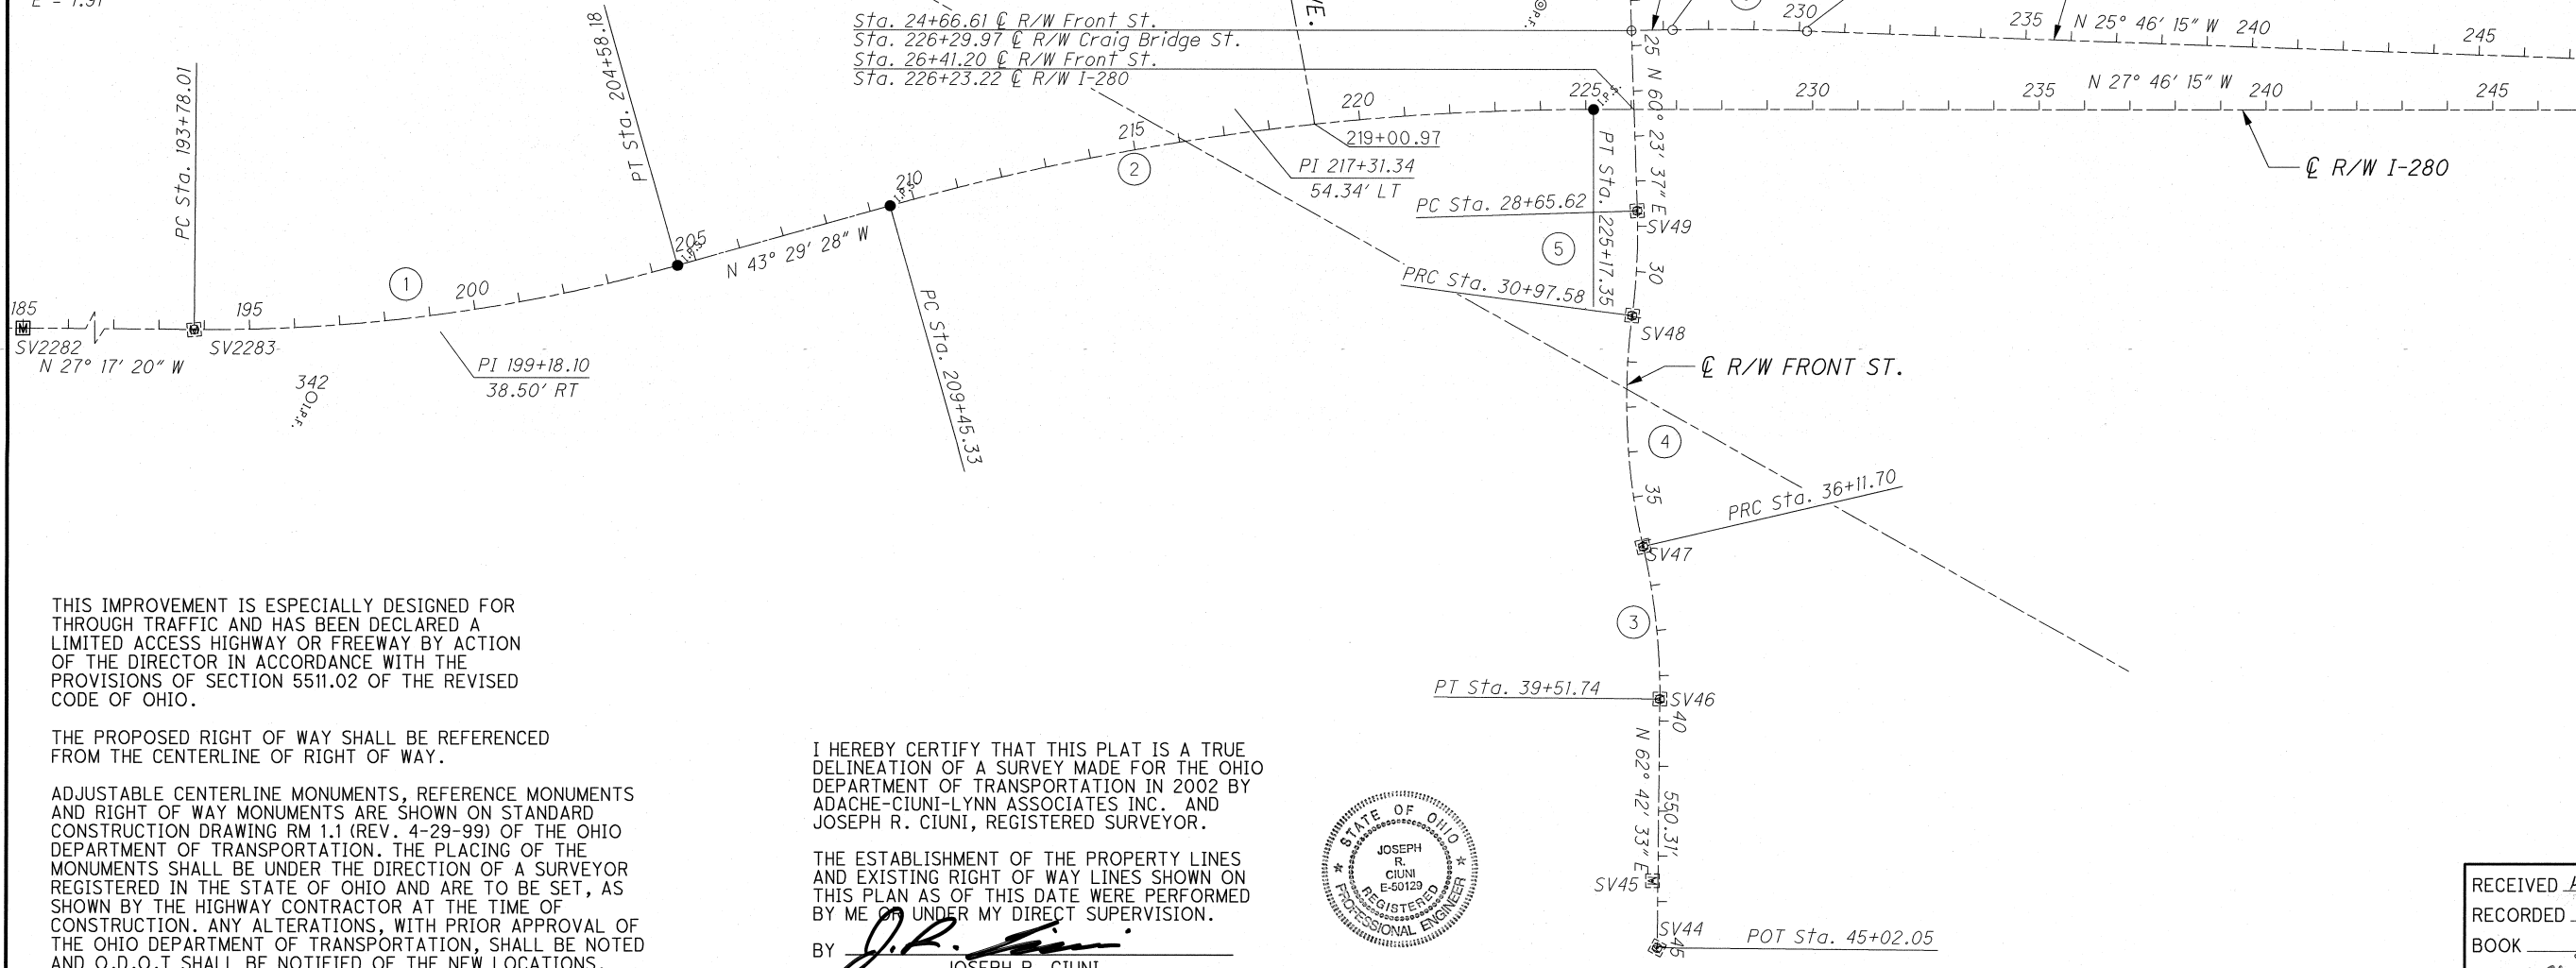 E = 1.91
Sta. 24+66.61 ℄ R/W Front St.
Sta. 226+29.97 ℄ R/W Craig Bridge St.
Sta. 26+41.20 ℄ R/W Front St.
Sta. 226+23.22 ℄ R/W I-280
230
235
N 25° 46' 15" W
240
245
25
N 60° 23' 37" E
225
I.P.S.
230
235
N 27° 46' 15" W
240
245
℄ R/W I-280
PC Sta. 193+78.01
PT Sta. 204+58.18
220
215
2
219+00.97
PI 217+31.34
54.34' LT
210
I.P.S.
205
I.P.S.
N 43° 29' 28" W
PC Sta. 209+45.33
PT Sta. 225+17.35
PC Sta. 28+65.62
SV49
5
30
PRC Sta. 30+97.58
SV48
1
200
195
185
SV2282
SV2283
N 27° 17' 20" W
PI 199+18.10
38.50' RT
342
I.P.F.
℄ R/W FRONT ST.
4
35
PRC Sta. 36+11.70
SV47
3
PT Sta. 39+51.74
SV46
40
N 62° 42' 33" E
550.31'
SV45
SV44
45
POT Sta. 45+02.05
THIS IMPROVEMENT IS ESPECIALLY DESIGNED FOR
THROUGH TRAFFIC AND HAS BEEN DECLARED A
LIMITED ACCESS HIGHWAY OR FREEWAY BY ACTION
OF THE DIRECTOR IN ACCORDANCE WITH THE
PROVISIONS OF SECTION 5511.02 OF THE REVISED
CODE OF OHIO.
THE PROPOSED RIGHT OF WAY SHALL BE REFERENCED
FROM THE CENTERLINE OF RIGHT OF WAY.
ADJUSTABLE CENTERLINE MONUMENTS, REFERENCE MONUMENTS
AND RIGHT OF WAY MONUMENTS ARE SHOWN ON STANDARD
CONSTRUCTION DRAWING RM 1.1 (REV. 4-29-99) OF THE OHIO
DEPARTMENT OF TRANSPORTATION. THE PLACING OF THE
MONUMENTS SHALL BE UNDER THE DIRECTION OF A SURVEYOR
REGISTERED IN THE STATE OF OHIO AND ARE TO BE SET, AS
SHOWN BY THE HIGHWAY CONTRACTOR AT THE TIME OF
CONSTRUCTION. ANY ALTERATIONS, WITH PRIOR APPROVAL OF
THE OHIO DEPARTMENT OF TRANSPORTATION, SHALL BE NOTED
AND O.D.O.T SHALL BE NOTIFIED OF THE NEW LOCATIONS.
I HEREBY CERTIFY THAT THIS PLAT IS A TRUE
DELINEATION OF A SURVEY MADE FOR THE OHIO
DEPARTMENT OF TRANSPORTATION IN 2002 BY
ADACHE-CIUNI-LYNN ASSOCIATES INC. AND
JOSEPH R. CIUNI, REGISTERED SURVEYOR.
THE ESTABLISHMENT OF THE PROPERTY LINES
AND EXISTING RIGHT OF WAY LINES SHOWN ON
THIS PLAN AS OF THIS DATE WERE PERFORMED
BY ME OR UNDER MY DIRECT SUPERVISION.
BY J.R. Ciuni
JOSEPH R. CIUNI
STATE OF OHIO
JOSEPH
R.
CIUNI
E-50129
REGISTERED
PROFESSIONAL ENGINEER
RECEIVED
RECORDED
BOOK